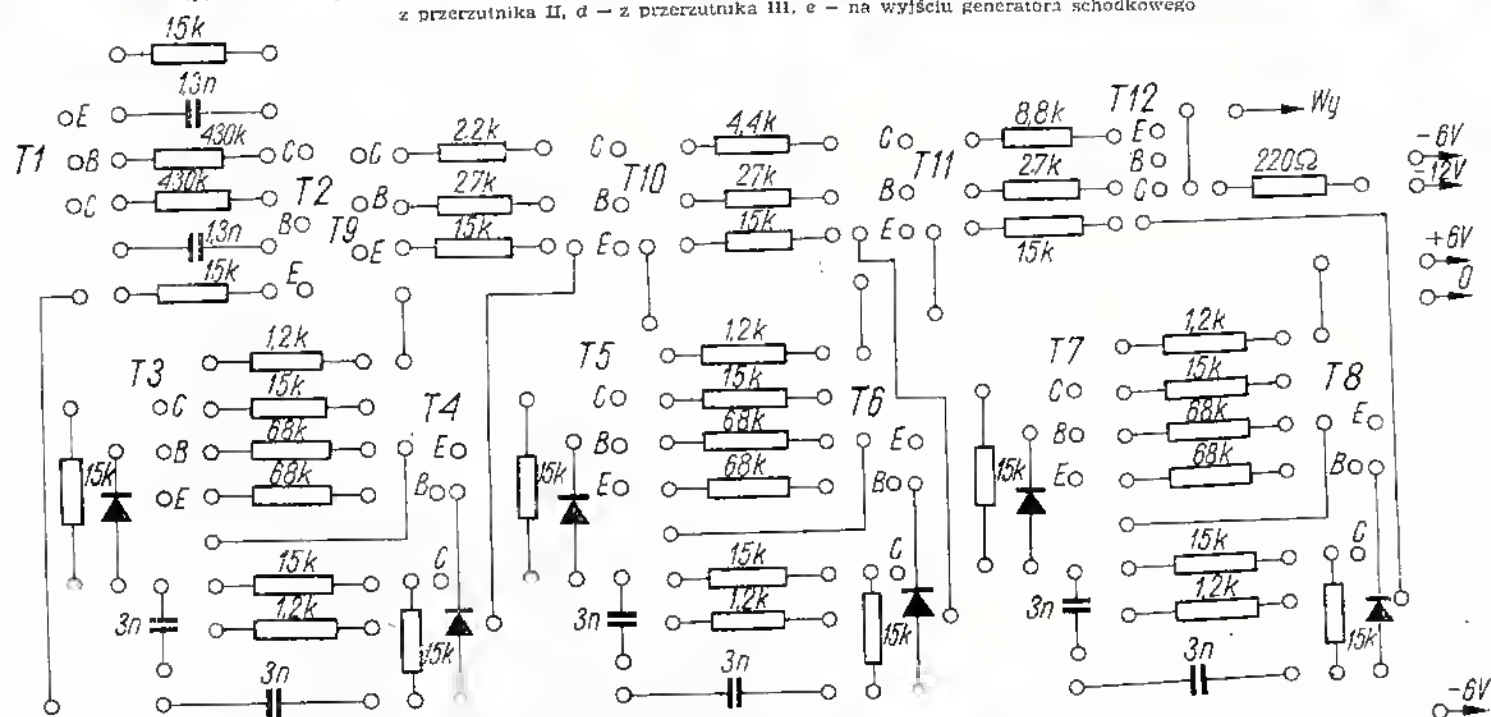 z przerzutnika II, d — z przerzutnika III, e — na wyjściu generatora schodkowego
15k
1,3n
E
T1
B
430k
C
430k
C
T2
B
1,3n
15k
E
C
2,2k
B
27k
T9
E
15k
C
4,4k
T10
B
27k
E
15k
C
8,8k
T11
B
27k
E
15k
T12
E
B
C
Wy
220Ω
-6V
-12V
+6V
0
1,2k
T3
15k
C
68k
B
68k
E
15k
T4
E
B
C
15k
1,2k
3n
15k
3n
1,2k
T5
15k
C
68k
B
68k
E
15k
T6
E
B
C
15k
1,2k
3n
15k
3n
1,2k
T7
15k
C
68k
B
68k
E
15k
T8
E
B
C
15k
1,2k
3n
15k
3n
-6V